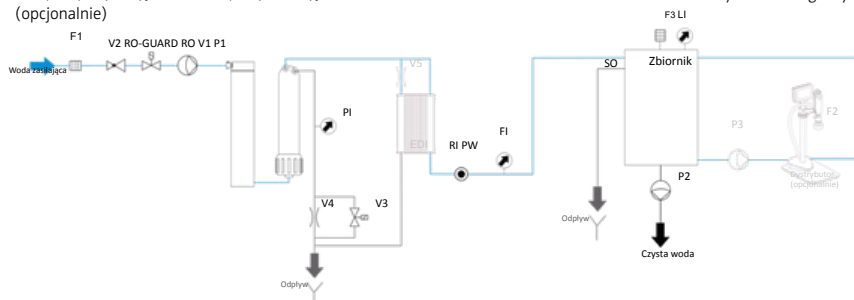 (opcjonalnie)
F1
V2 RO-GUARD RO V1 P1
Woda zasilająca
PI
V4
V3
Odpływ
V5
EDI
RI PW
FI
F3 LI
SO
Zbiornik
P2
Odpływ
Czysta woda
P3
F2
Dystrybutor
(opcjonalnie)